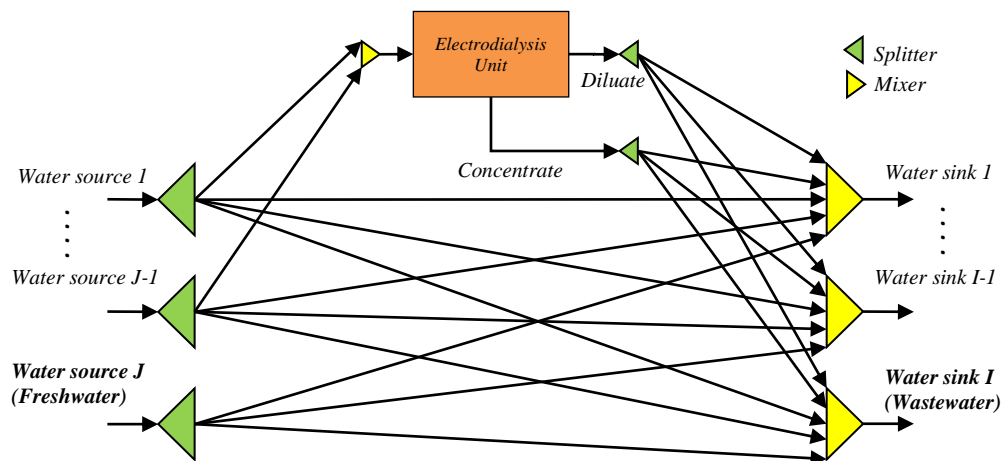 Electrodialysis
Unit
Splitter
Mixer
Diluate
Concentrate
Water source 1
Water sink 1
Water source J-1
Water sink I-1
Water source J
(Freshwater)
Water sink I
(Wastewater)